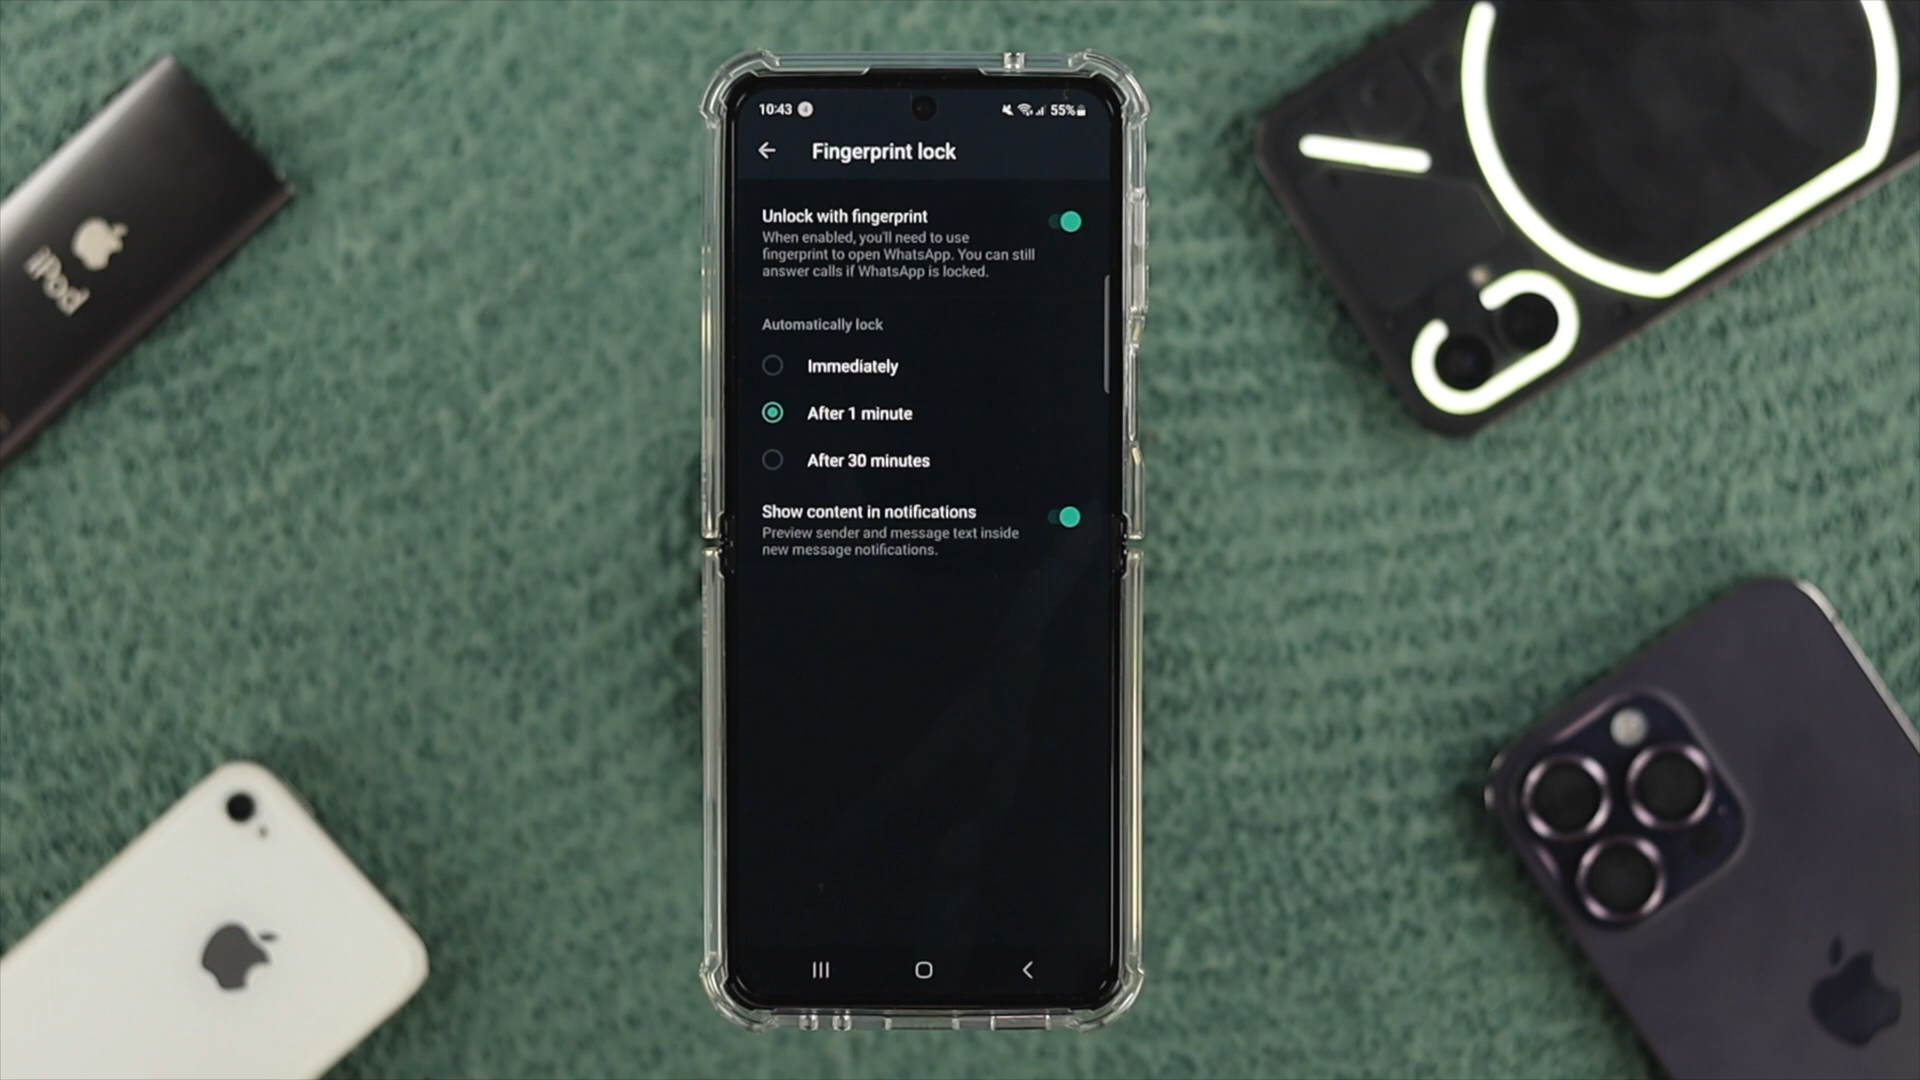 10:43
55%
Fingerprint lock
Unlock with fingerprint
When enabled, you'll need to use
fingerprint to open WhatsApp. You can still
answer calls if WhatsApp is locked.
Automatically lock
Immediately
After 1 minute
After 30 minutes
Show content in notifications
Preview sender and message text inside
new message notifications.
iPod